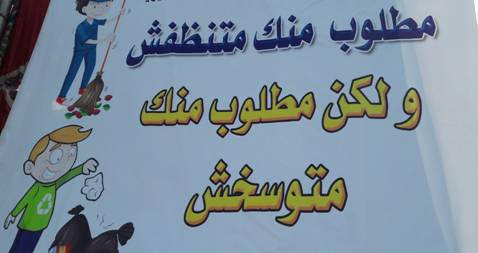 مطلوب منك متنظفش
و لكن مطلوب منك
متوسخش